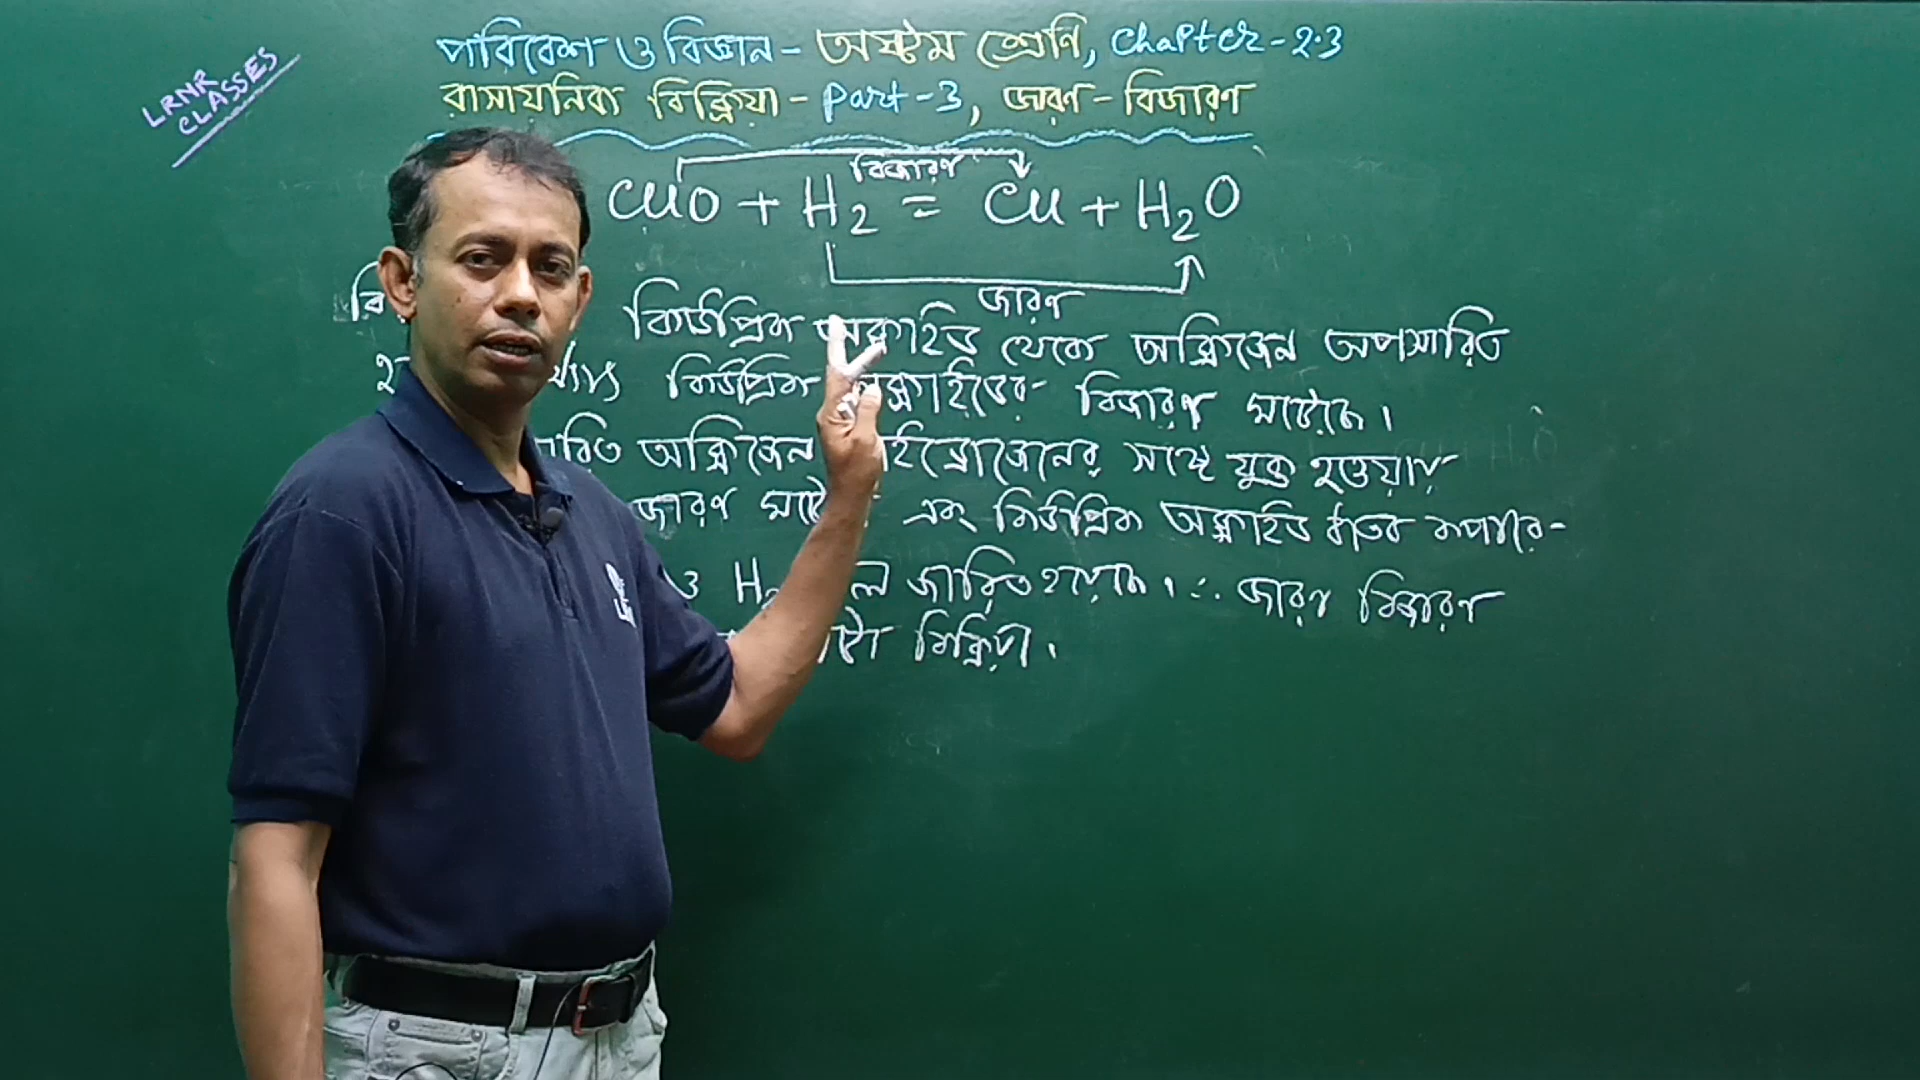 LRNR
CLASSES
পরিবেশ ও বিজ্ঞান - অষ্টম শ্রেণি, Chapter - 2.3
রাসায়নিক বিক্রিয়া - Part - 3, জারণ - বিজারণ
বিজারণ
CuO + H2 = Cu + H2O
জারণ
কিউপ্রিক অক্সাইড থেকে অক্সিজেন অপসারিত
কিউপ্রিক অক্সাইডের বিজারণ ঘটেছে।
অক্সিজেন হাইড্রোজেনের সঙ্গে যুক্ত হওয়ায়
জারণ এবং কিউপ্রিক অক্সাইড ধাতব কপারে -
ও H2 জারিত হয়েছে। ∴ জারণ বিজারণ
বিক্রিয়া।